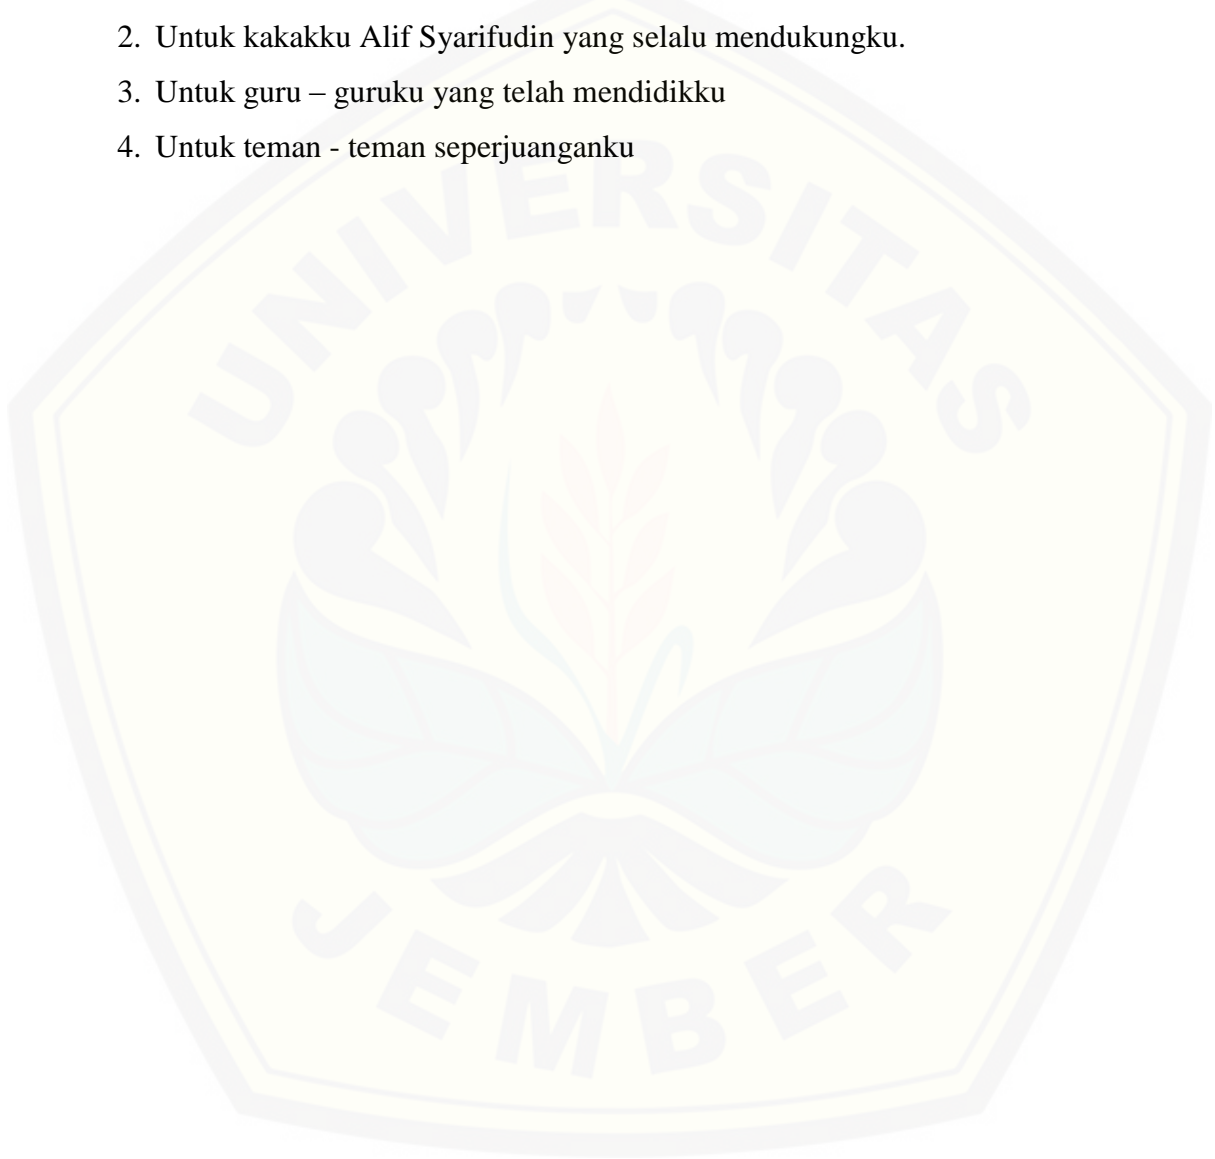 2. Untuk kakakku Alif Syarifudin yang selalu mendukungku.
3. Untuk guru – guruku yang telah mendidikku
4. Untuk teman - teman seperjuanganku
UNIVERSITAS
JEMBER